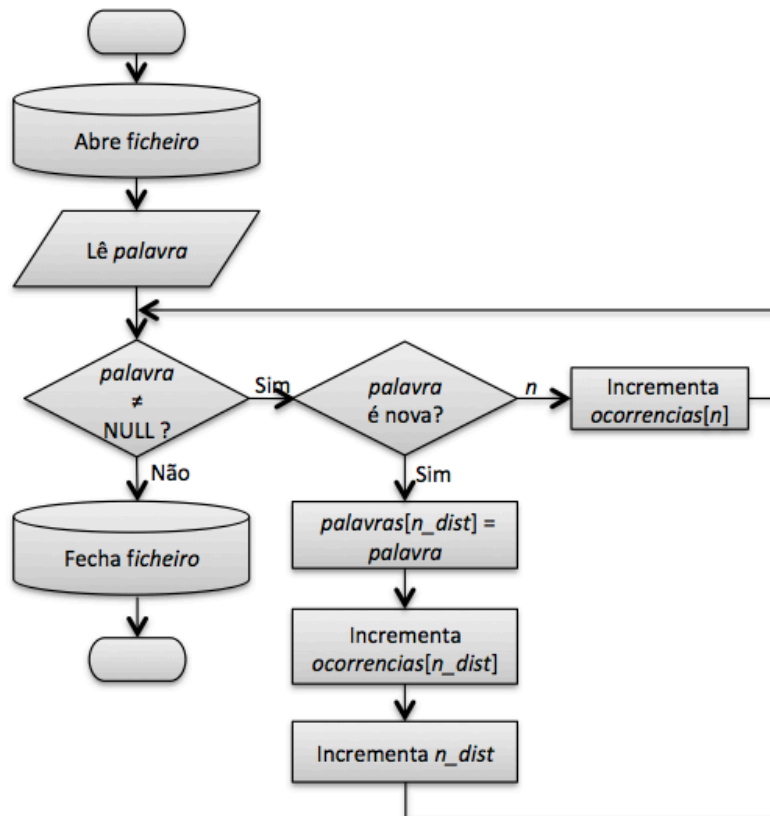 Abre ficheiro
Lê palavra
palavra
≠
NULL ?
Sim
palavra
é nova?
n
Incrementa
ocorrencias[n]
Não
Sim
Fecha ficheiro
palavras[n_dist] =
palavra
Incrementa
ocorrencias[n_dist]
Incrementa n_dist